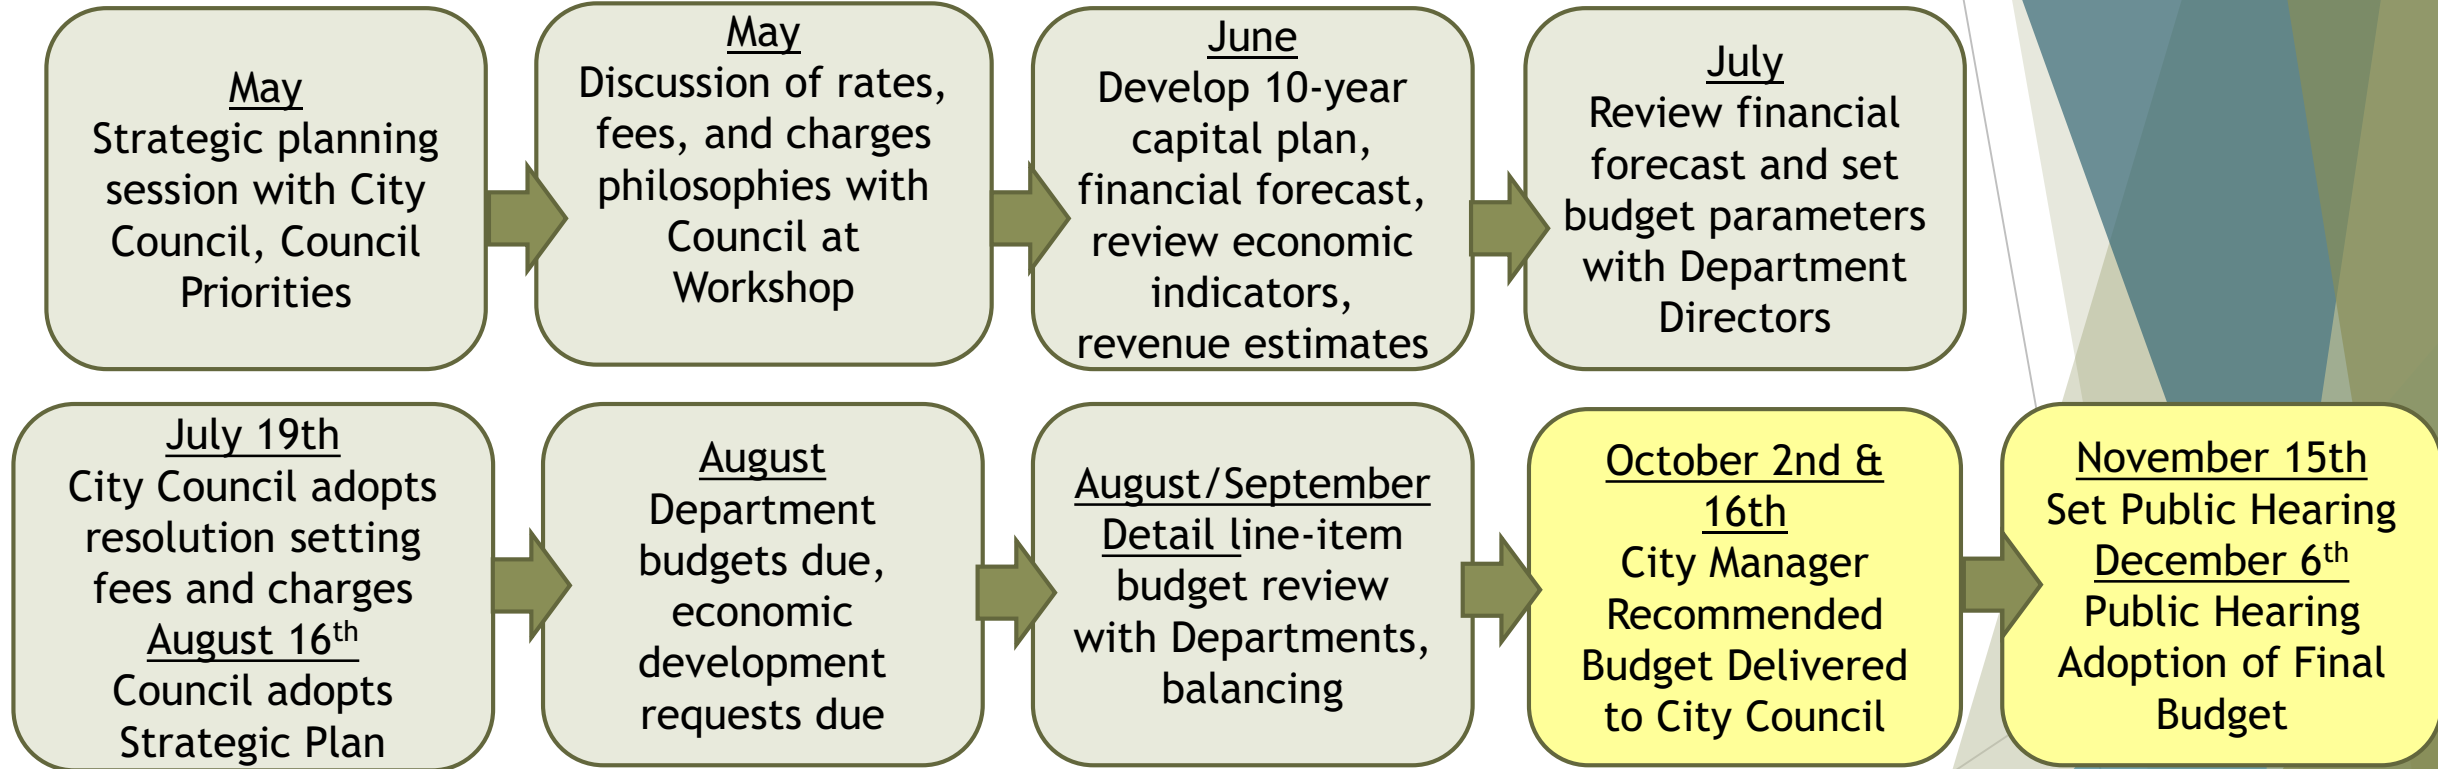 May
Strategic planning
session with City
Council, Council
Priorities
May
Discussion of rates,
fees, and charges
philosophies with
Council at
Workshop
June
Develop 10-year
capital plan,
financial forecast,
review economic
indicators,
revenue estimates
July
Review financial
forecast and set
budget parameters
with Department
Directors
July 19th
City Council adopts
resolution setting
fees and charges
August 16th
Council adopts
Strategic Plan
August
Department
budgets due,
economic
development
requests due
August/September
Detail line-item
budget review
with Departments,
balancing
October 2nd &
16th
City Manager
Recommended
Budget Delivered
to City Council
November 15th
Set Public Hearing
December 6th
Public Hearing
Adoption of Final
Budget